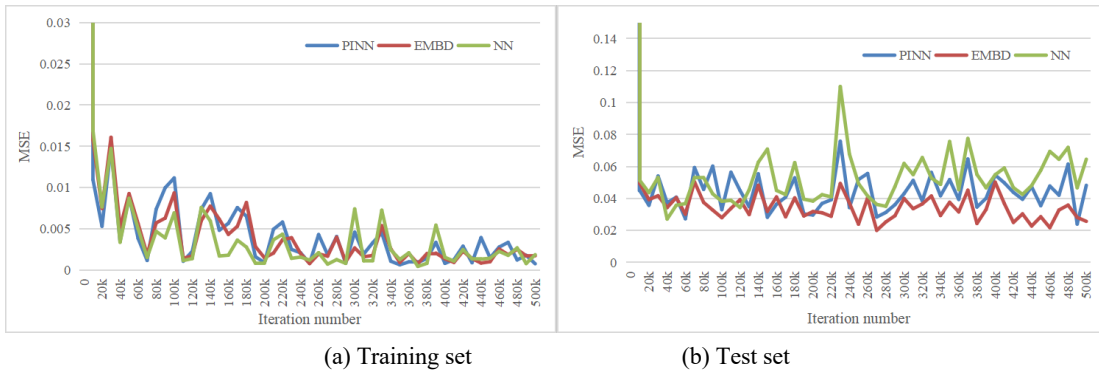 0.03
0.025
0.02
0.015
0.01
0.005
0
MSE
PINN EMBD NN
0 20k 40k 60k 80k 100k 120k 140k 160k 180k 200k 220k 240k 260k 280k 300k 320k 340k 360k 380k 400k 420k 440k 460k 480k 500k
Iteration number
0.14
0.12
0.1
0.08
0.06
0.04
0.02
0
MSE
PINN EMBD NN
0 20k 40k 60k 80k 100k 120k 140k 160k 180k 200k 220k 240k 260k 280k 300k 320k 340k 360k 380k 400k 420k 440k 460k 480k 500k
Iteration number
(a) Training set (b) Test set